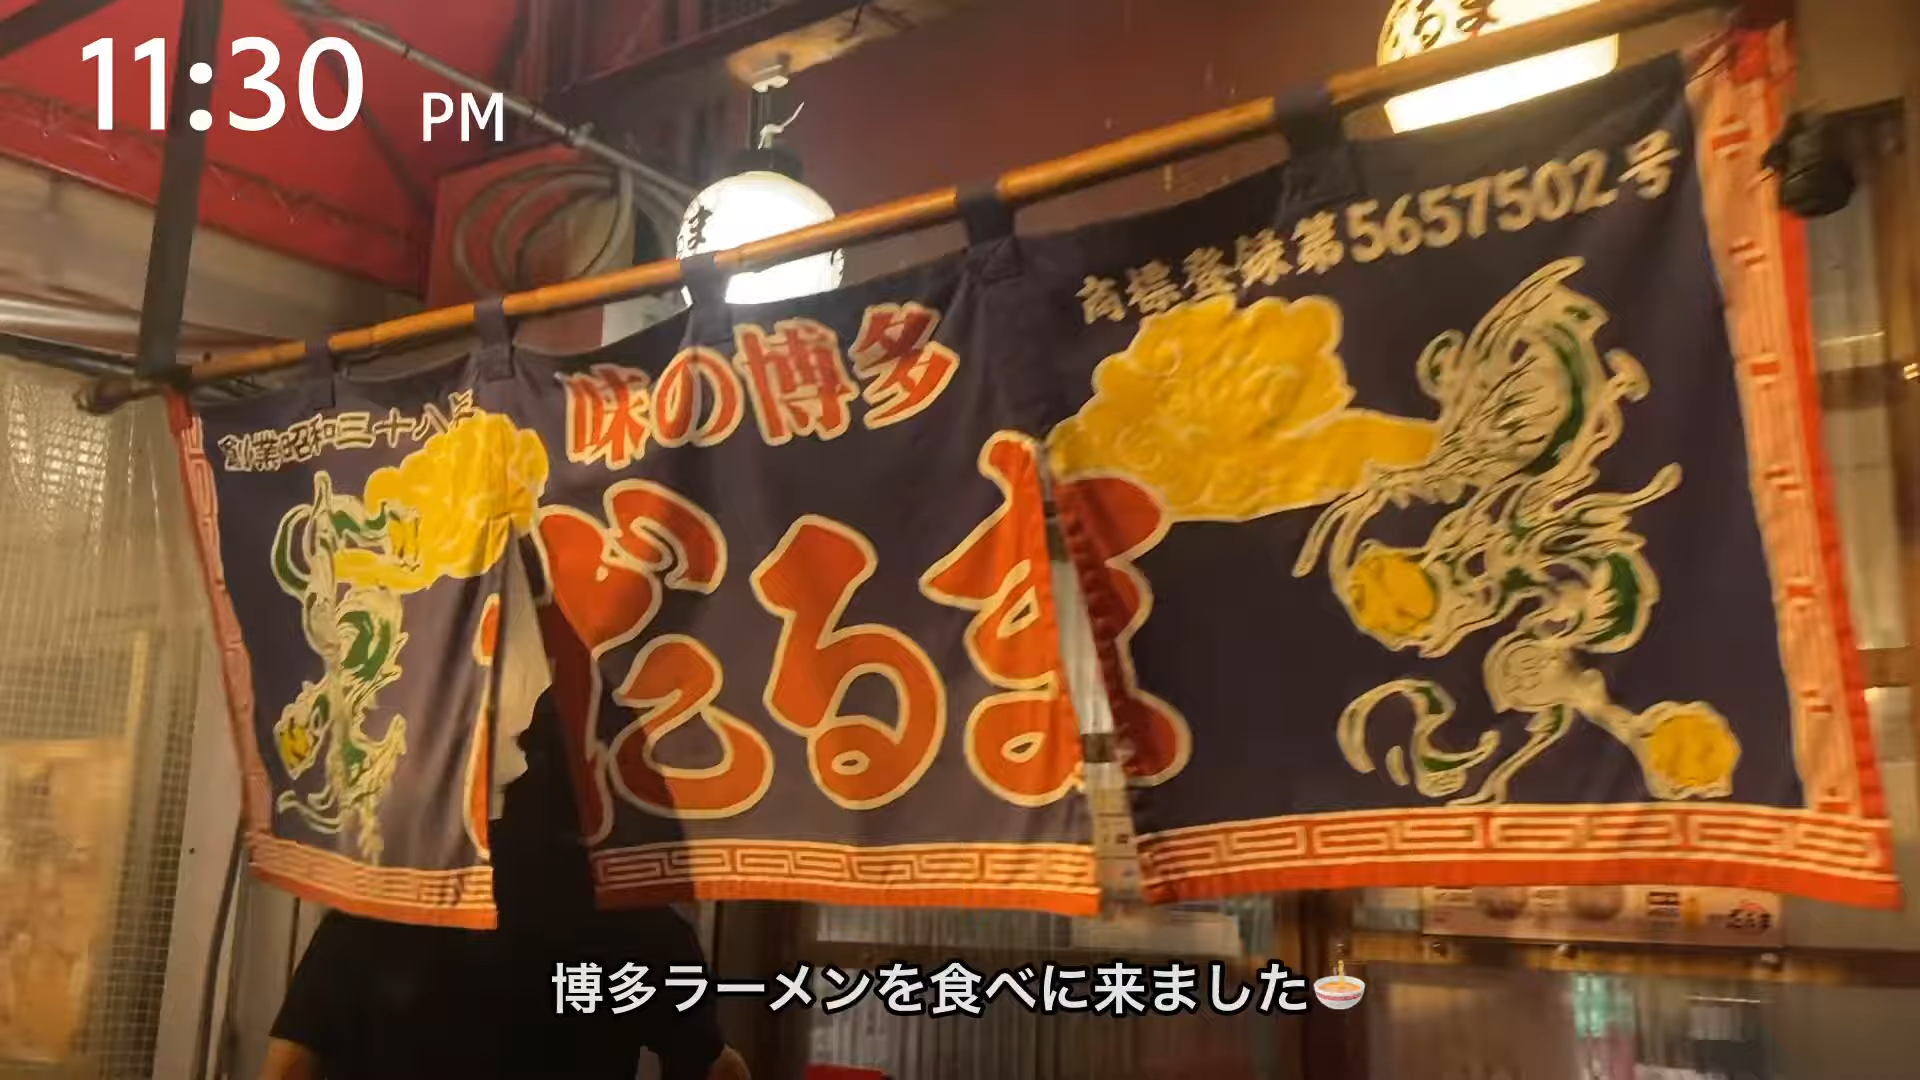 11:30 PM
商標登録第5657502号
味の博多
創業昭和三十八年
だるま
博多ラーメンを食べに来ました🍜